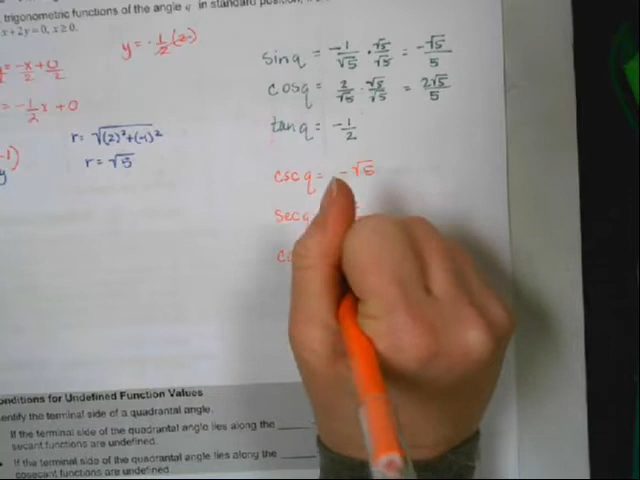 trigonometric functions of the angle q in standard position,
x + 2y = 0, x ≥ 0.
y = -1/2(2)
= -x/2 + 0/2
= -1/2 x + 0
-1)
y
r = √(2)²+(-1)²
r = √5
sin q = -1/√5 · √5/√5 = -√5/5
cos q = 2/√5 · √5/√5 = 2√5/5
tan q = -1/2
csc q = -√5
sec q
onditions for Undefined Function Values
entify the terminal side of a quadrantal angle.
If the terminal side of the quadrantal angle lies along the
secant functions are undefined.
If the terminal side of the quadrantal angle lies along the
cosecant functions are undefined